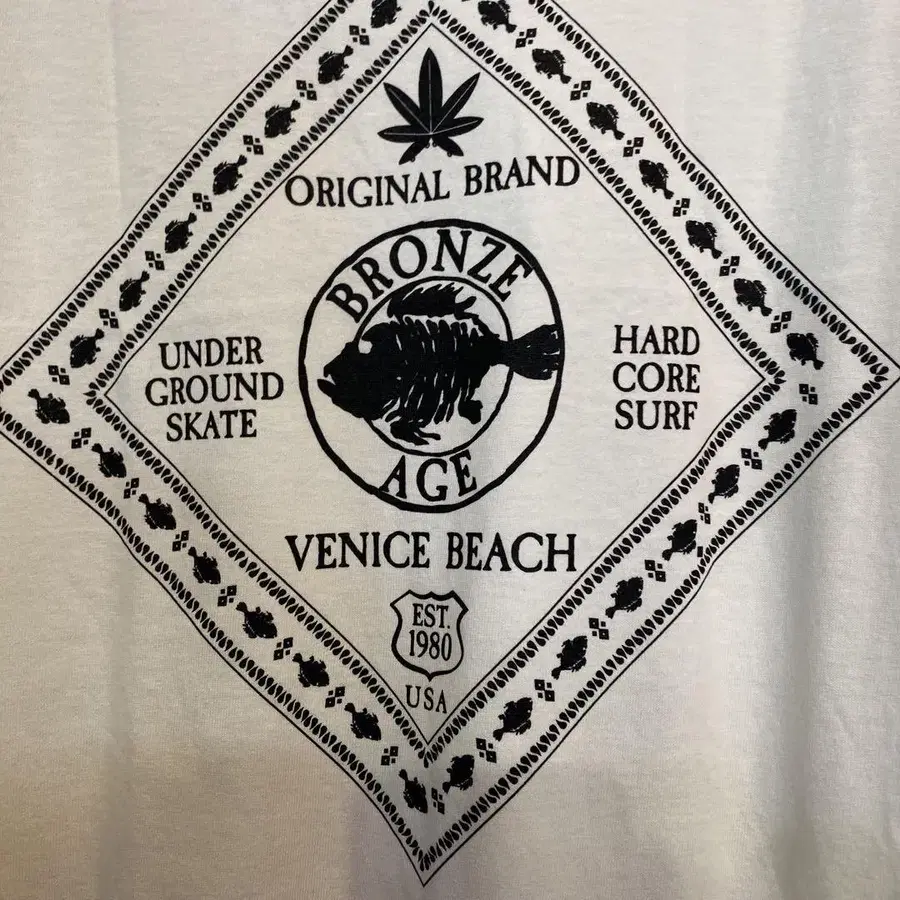 ORIGINAL BRAND
BRONZE
AGE
UNDER
GROUND
SKATE
HARD
CORE
SURF
VENICE BEACH
EST.
1980
USA